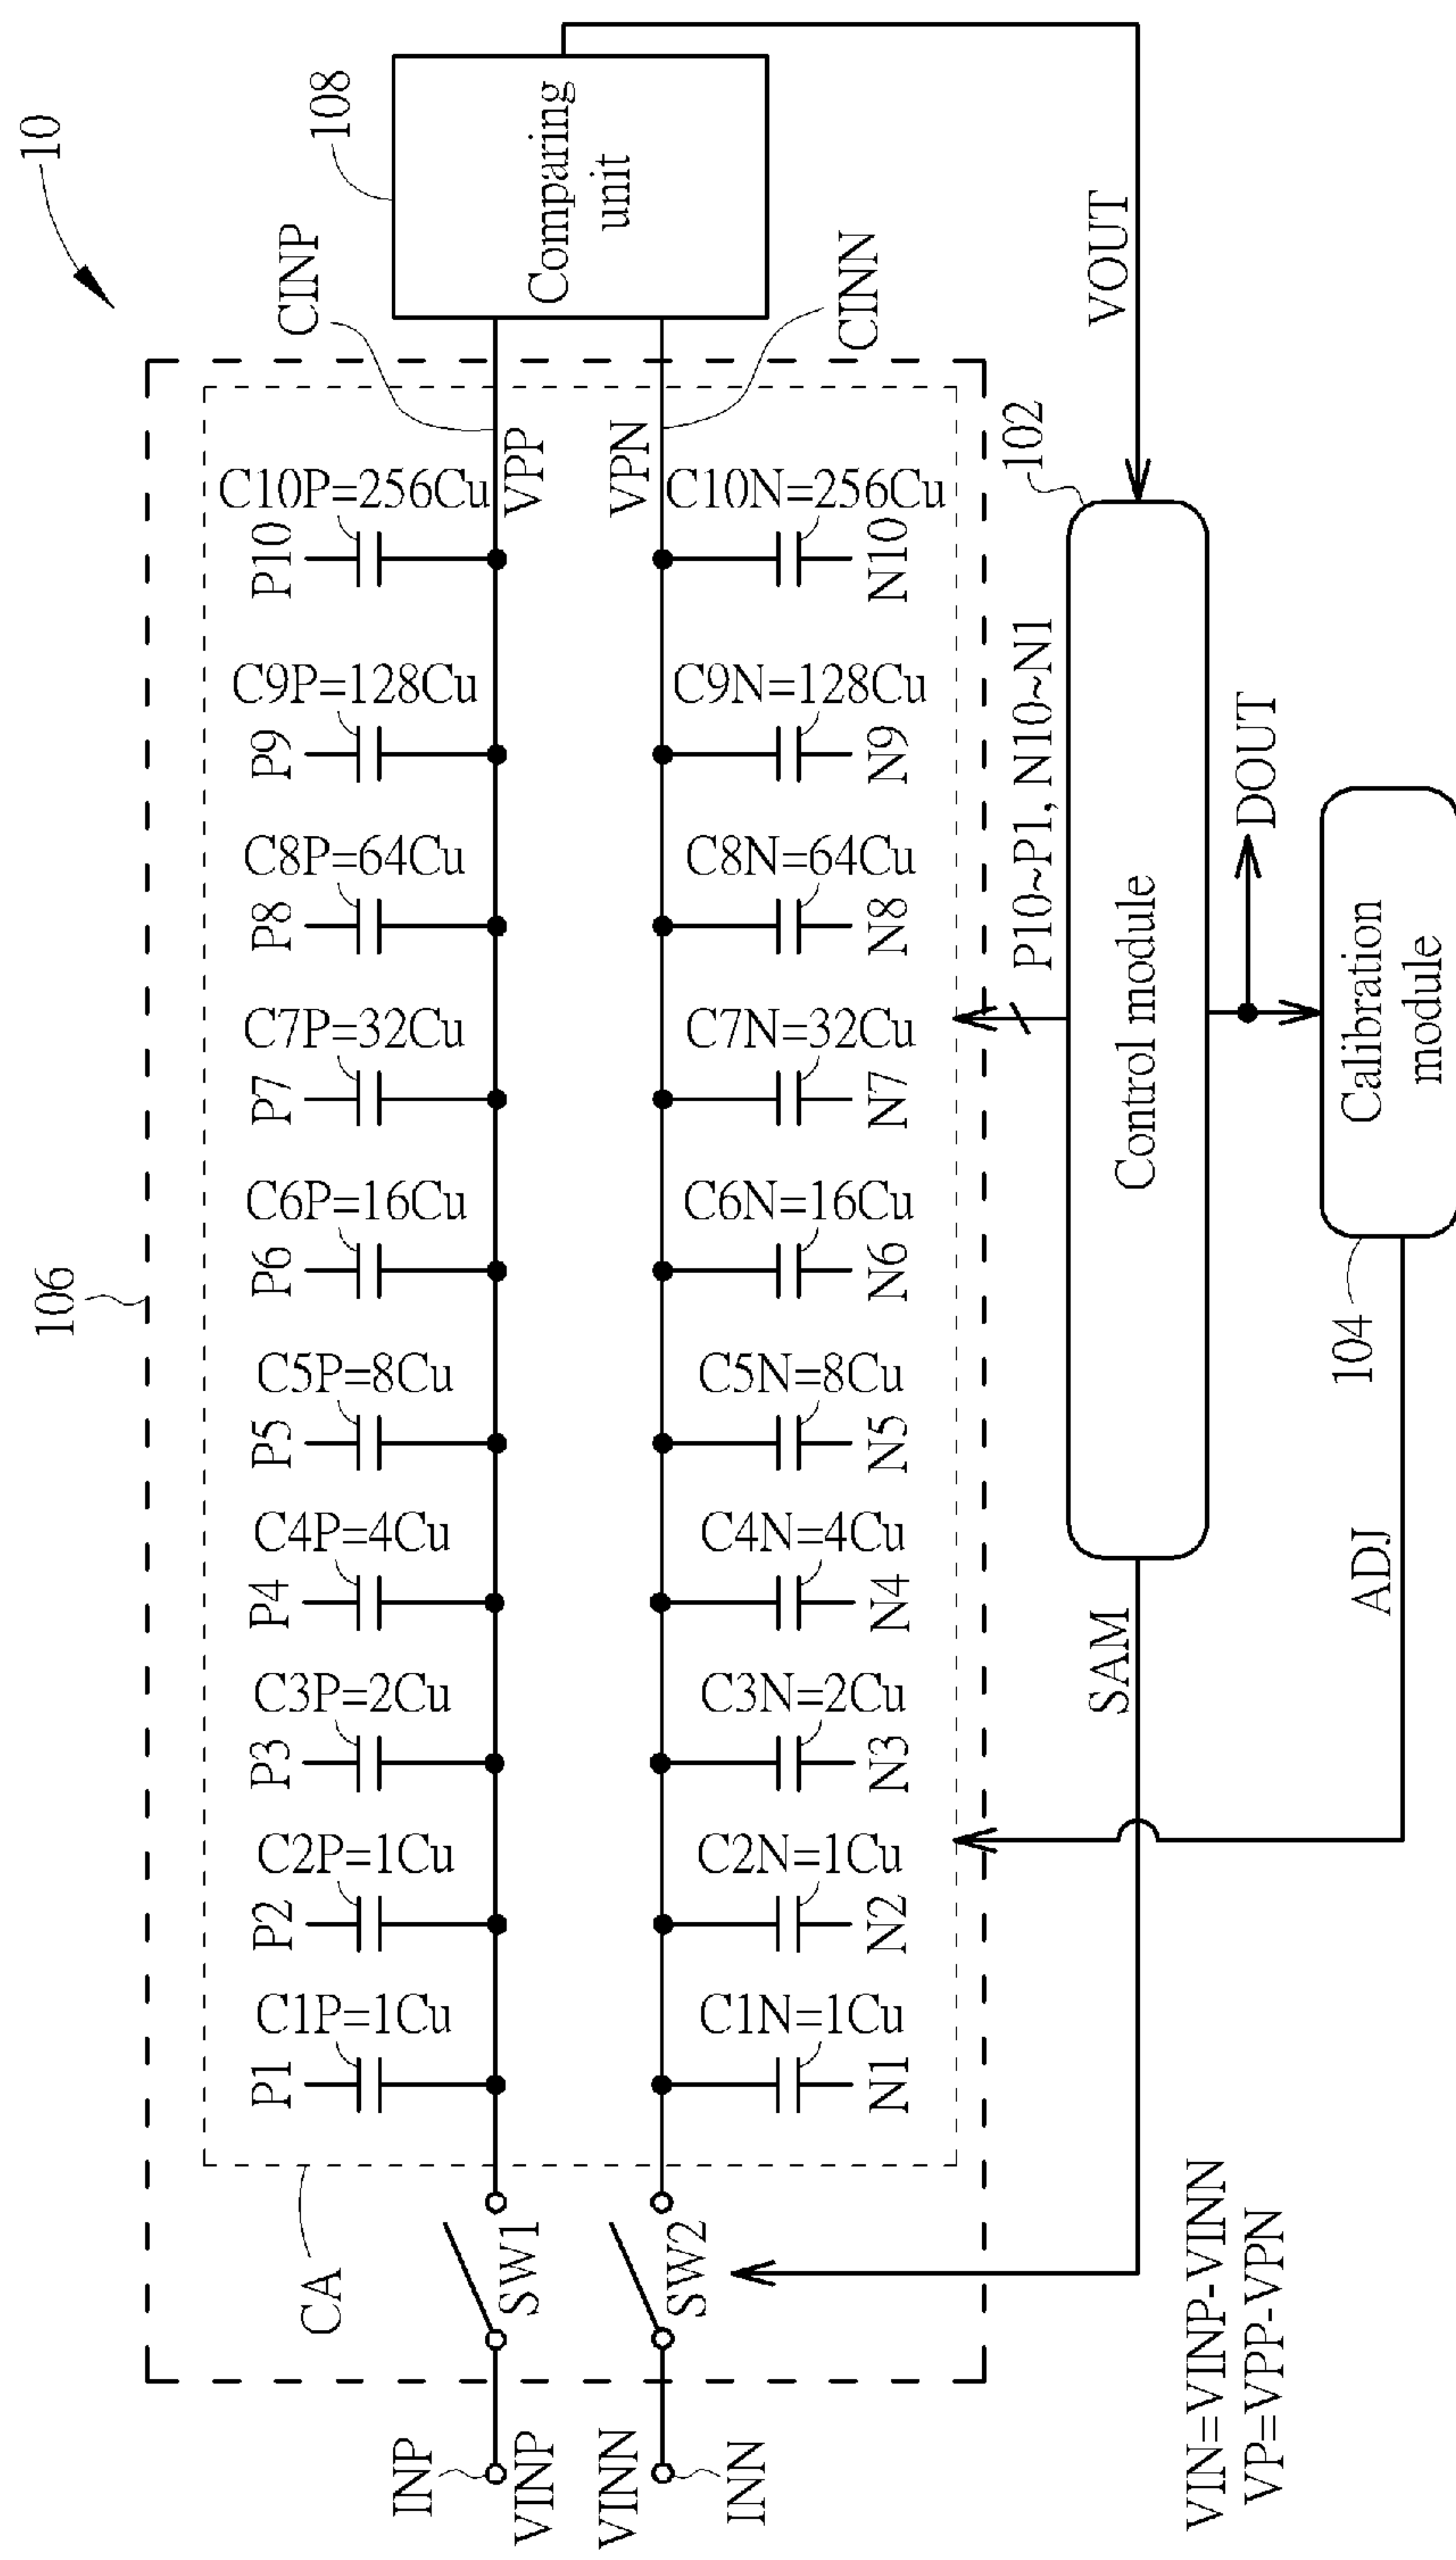 10
106
108
Comparing
unit
CINP
CINN
CA
P1
P2
P3
P4
P5
P6
P7
P8
P9
P10
C1P=1Cu
C2P=1Cu
C3P=2Cu
C4P=4Cu
C5P=8Cu
C6P=16Cu
C7P=32Cu
C8P=64Cu
C9P=128Cu
C10P=256Cu
INP
VINP
SW1
VPP
VINN
INN
SW2
VPN
C1N=1Cu
C2N=1Cu
C3N=2Cu
C4N=4Cu
C5N=8Cu
C6N=16Cu
C7N=32Cu
C8N=64Cu
C9N=128Cu
C10N=256Cu
N1
N2
N3
N4
N5
N6
N7
N8
N9
N10
P10~P1, N10~N1
102
VOUT
SAM
Control module
DOUT
ADJ
104
Calibration
module
VIN=VINP-VINN
VP=VPP-VPN